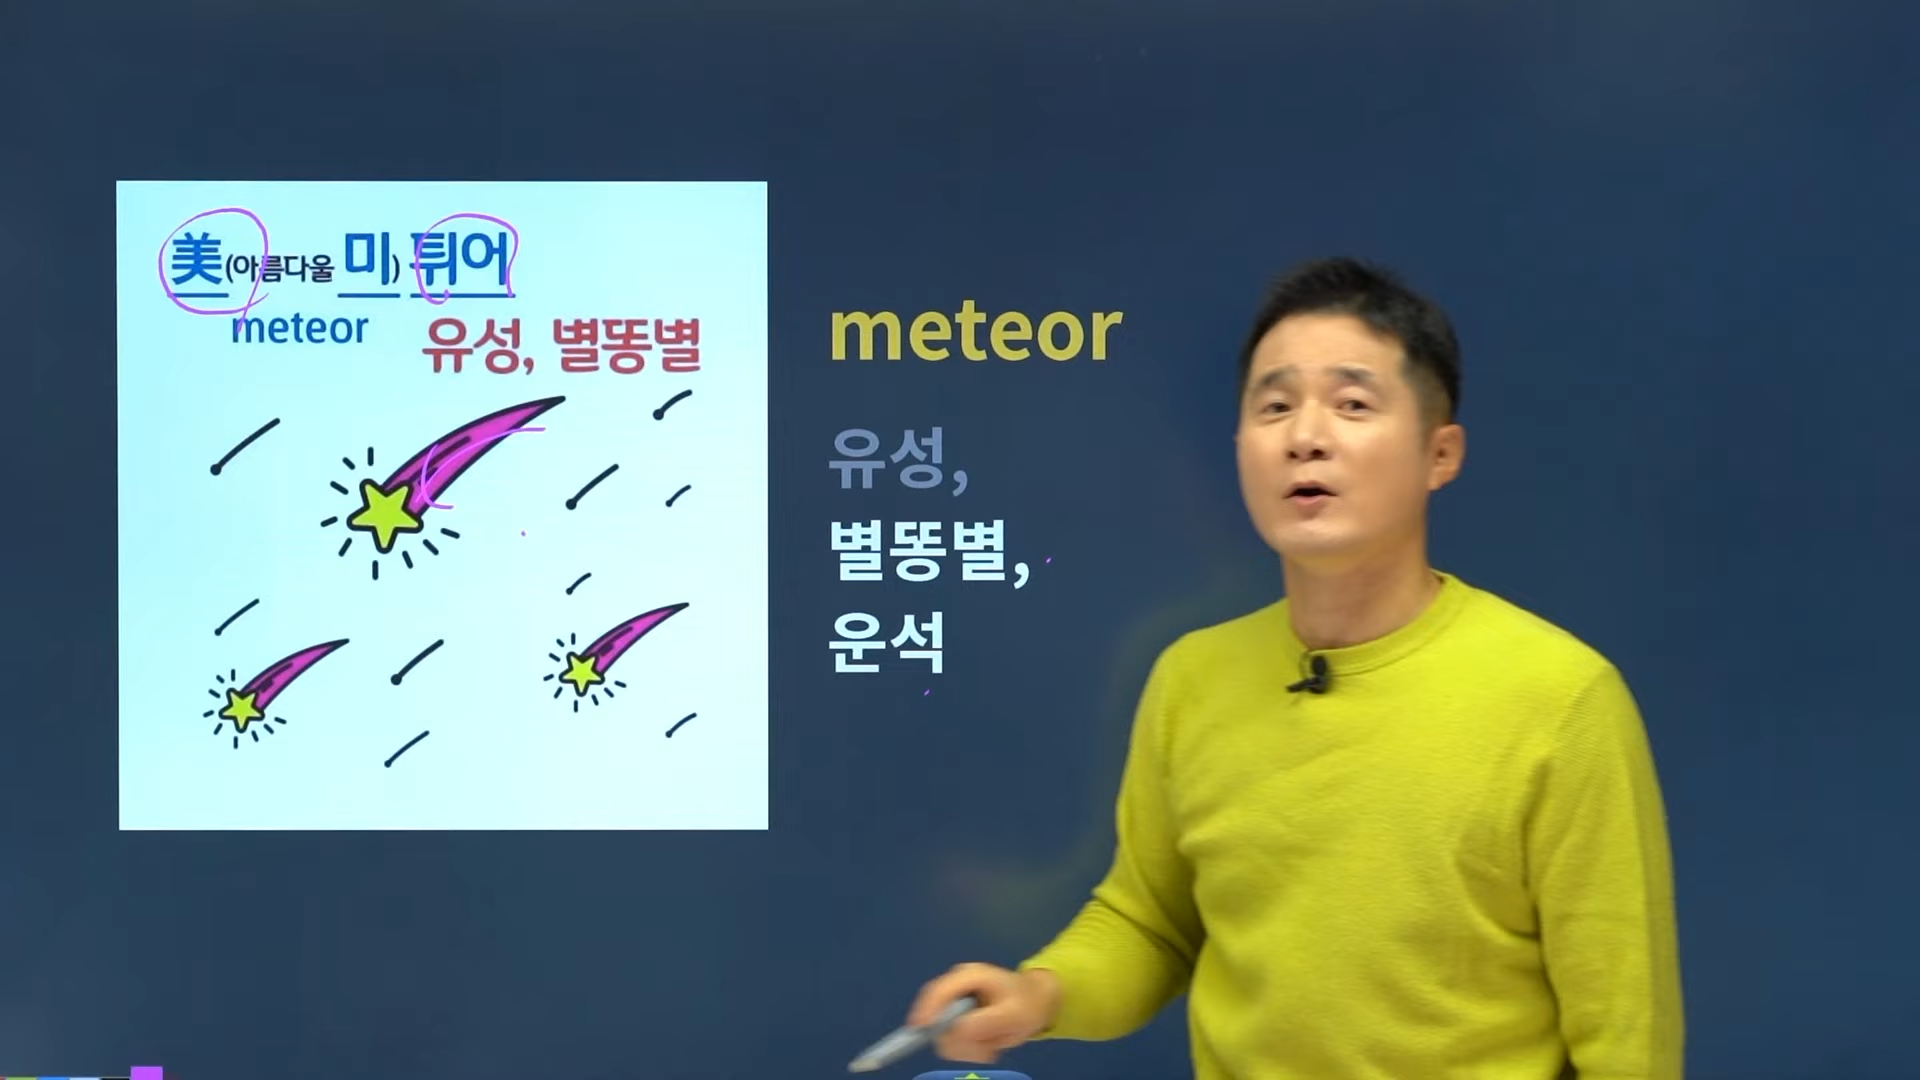 美(아름다울 미) 튀어
meteor 유성, 별똥별
meteor
유성,
별똥별,
운석